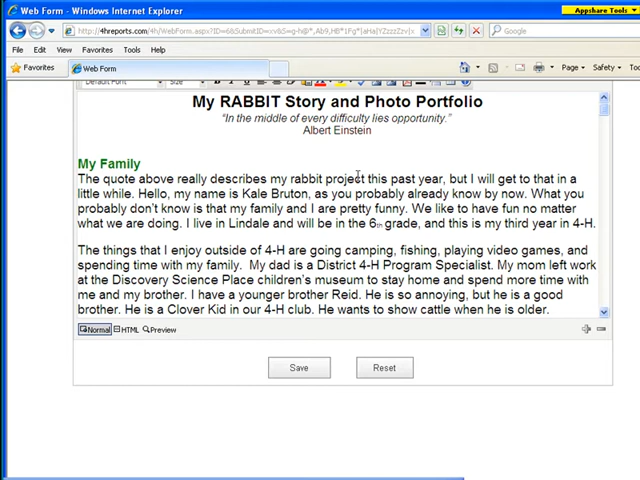 Web Form - Windows Internet Explorer
Appshare Tools
http://4hreports.com/4h/WebForm.aspx?
Google
File Edit View Favorites Tools Help
Favorites Web Form Page Safety Too
Default Font Size
My RABBIT Story and Photo Portfolio
“In the middle of every difficulty lies opportunity.”
Albert Einstein
My Family
The quote above really describes my rabbit project this past year, but I will get to that in a
little while. Hello, my name is Kale Bruton, as you probably already know by now. What you
probably don’t know is that my family and I are pretty funny. We like to have fun no matter
what we are doing. I live in Lindale and will be in the 6th grade, and this is my third year in 4-H.
The things that I enjoy outside of 4-H are going camping, fishing, playing video games, and
spending time with my family. My dad is a District 4-H Program Specialist. My mom left work
at the Discovery Science Place children’s museum to stay home and spend more time with
me and my brother. I have a younger brother Reid. He is so annoying, but he is a good
brother. He is a Clover Kid in our 4-H club. He wants to show cattle when he is older.
Normal HTML Preview
Save Reset